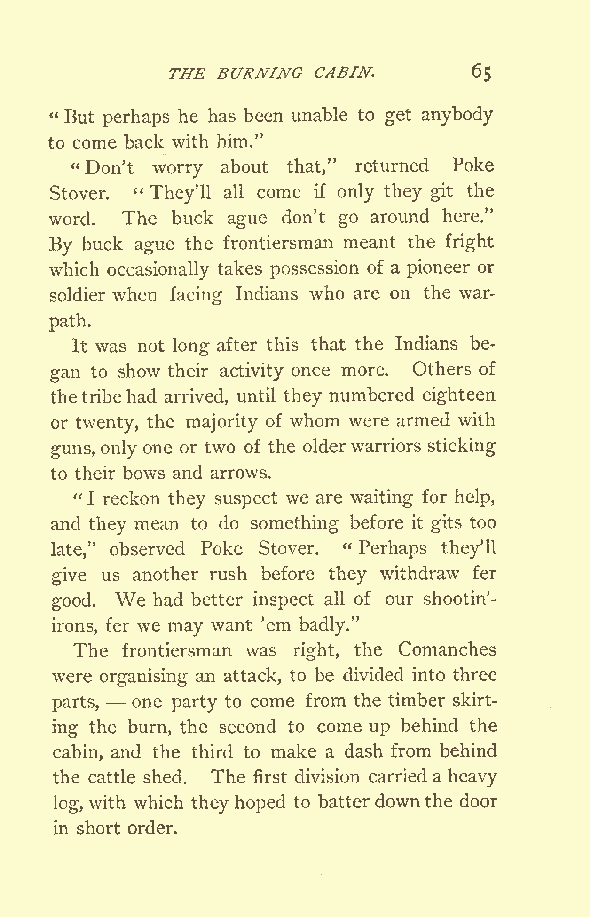 THE BURNING CABIN. 65
“But perhaps he has been unable to get anybody
to come back with him.”
“Don’t worry about that,” returned Poke
Stover. “They’ll all come if only they git the
word. The buck ague don’t go around here.”
By buck ague the frontiersman meant the fright
which occasionally takes possession of a pioneer or
soldier when facing Indians who are on the war-
path.
It was not long after this that the Indians be-
gan to show their activity once more. Others of
the tribe had arrived, until they numbered eighteen
or twenty, the majority of whom were armed with
guns, only one or two of the older warriors sticking
to their bows and arrows.
“I reckon they suspect we are waiting for help,
and they mean to do something before it gits too
late,” observed Poke Stover. “Perhaps they’ll
give us another rush before they withdraw fer
good. We had better inspect all of our shootin’-
irons, fer we may want ’em badly.”
The frontiersman was right, the Comanches
were organising an attack, to be divided into three
parts, — one party to come from the timber skirt-
ing the burn, the second to come up behind the
cabin, and the third to make a dash from behind
the cattle shed. The first division carried a heavy
log, with which they hoped to batter down the door
in short order.